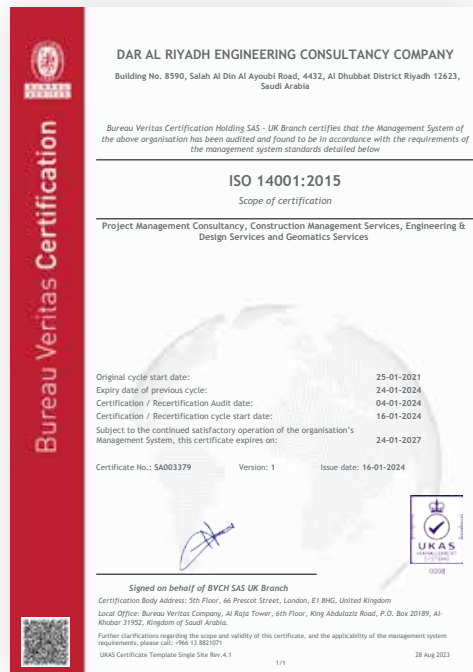 BUREAU
VERITAS
Bureau Veritas Certification
DAR AL RIYADH ENGINEERING CONSULTANCY COMPANY
Building No. 8590, Salah Al Din Al Ayoubi Road, 4432, Al Dhubbat District Riyadh 12623,
Saudi Arabia
Bureau Veritas Certification Holding SAS – UK Branch certifies that the Management System of
the above organisation has been audited and found to be in accordance with the requirements of
the management system standards detailed below
ISO 14001:2015
Scope of certification
Project Management Consultancy, Construction Management Services, Engineering &
Design Services and Geomatics Services
Original cycle start date: 25-01-2021
Expiry date of previous cycle: 24-01-2024
Certification / Recertification Audit date: 04-01-2024
Certification / Recertification cycle start date: 16-01-2024
Subject to the continued satisfactory operation of the organisation's
Management System, this certificate expires on: 24-01-2027
Certificate No.: SA003379 Version: 1 Issue date: 16-01-2024
UKAS
MANAGEMENT
SYSTEMS
0008
Signed on behalf of BVCH SAS UK Branch
Certification Body Address: 5th Floor, 66 Prescot Street, London, E1 8HG, United Kingdom
Local Office: Bureau Veritas Company, Al Raja Tower, 6th Floor, King Abdulaziz Road, P.O. Box 20189, Al-
Khobar 31952, Kingdom of Saudi Arabia.
Further clarifications regarding the scope and validity of this certificate, and the applicability of the management system
requirements, please call: +966 13 8821071
UKAS Certificate Template Single Site Rev.4.1 28 Aug 2023
1/1